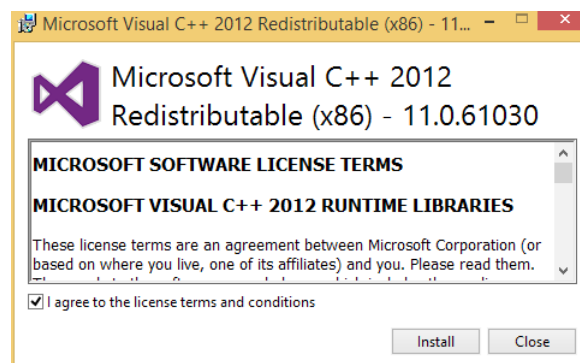 Microsoft Visual C++ 2012 Redistributable (x86) - 11...
Microsoft Visual C++ 2012
Redistributable (x86) - 11.0.61030
MICROSOFT SOFTWARE LICENSE TERMS
MICROSOFT VISUAL C++ 2012 RUNTIME LIBRARIES
These license terms are an agreement between Microsoft Corporation (or
based on where you live, one of its affiliates) and you. Please read them.
I agree to the license terms and conditions
Install Close